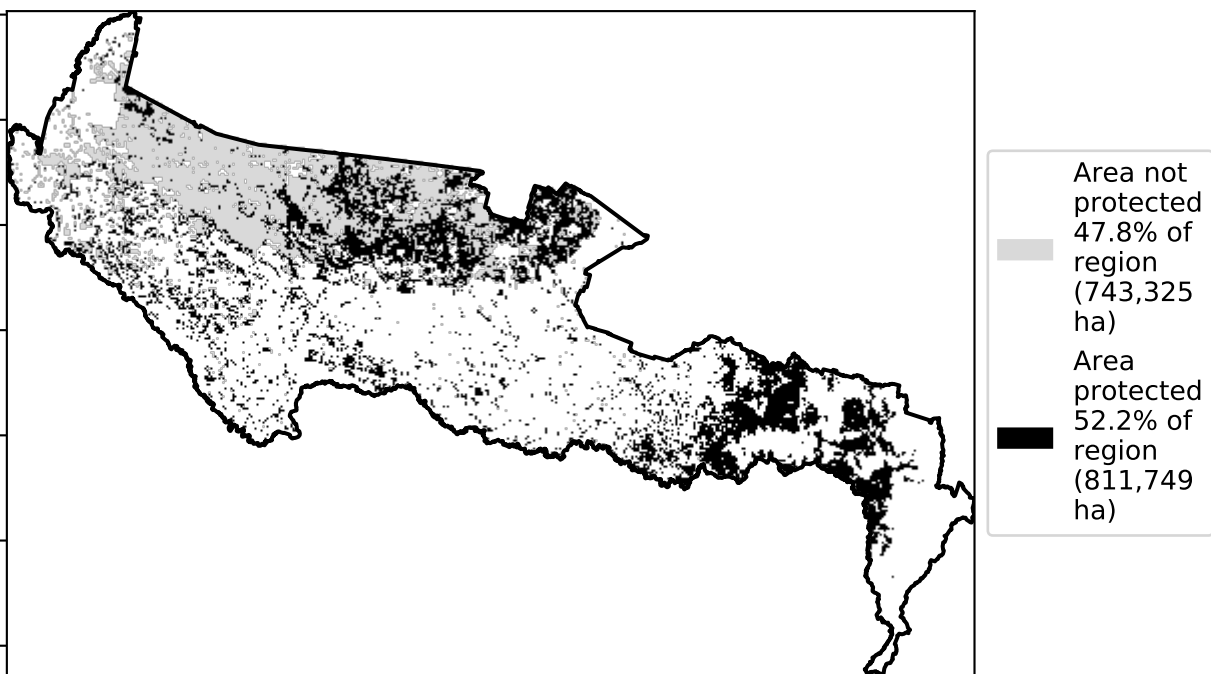 Area not
protected
47.8% of
region
(743,325
ha)
Area
protected
52.2% of
region
(811,749
ha)